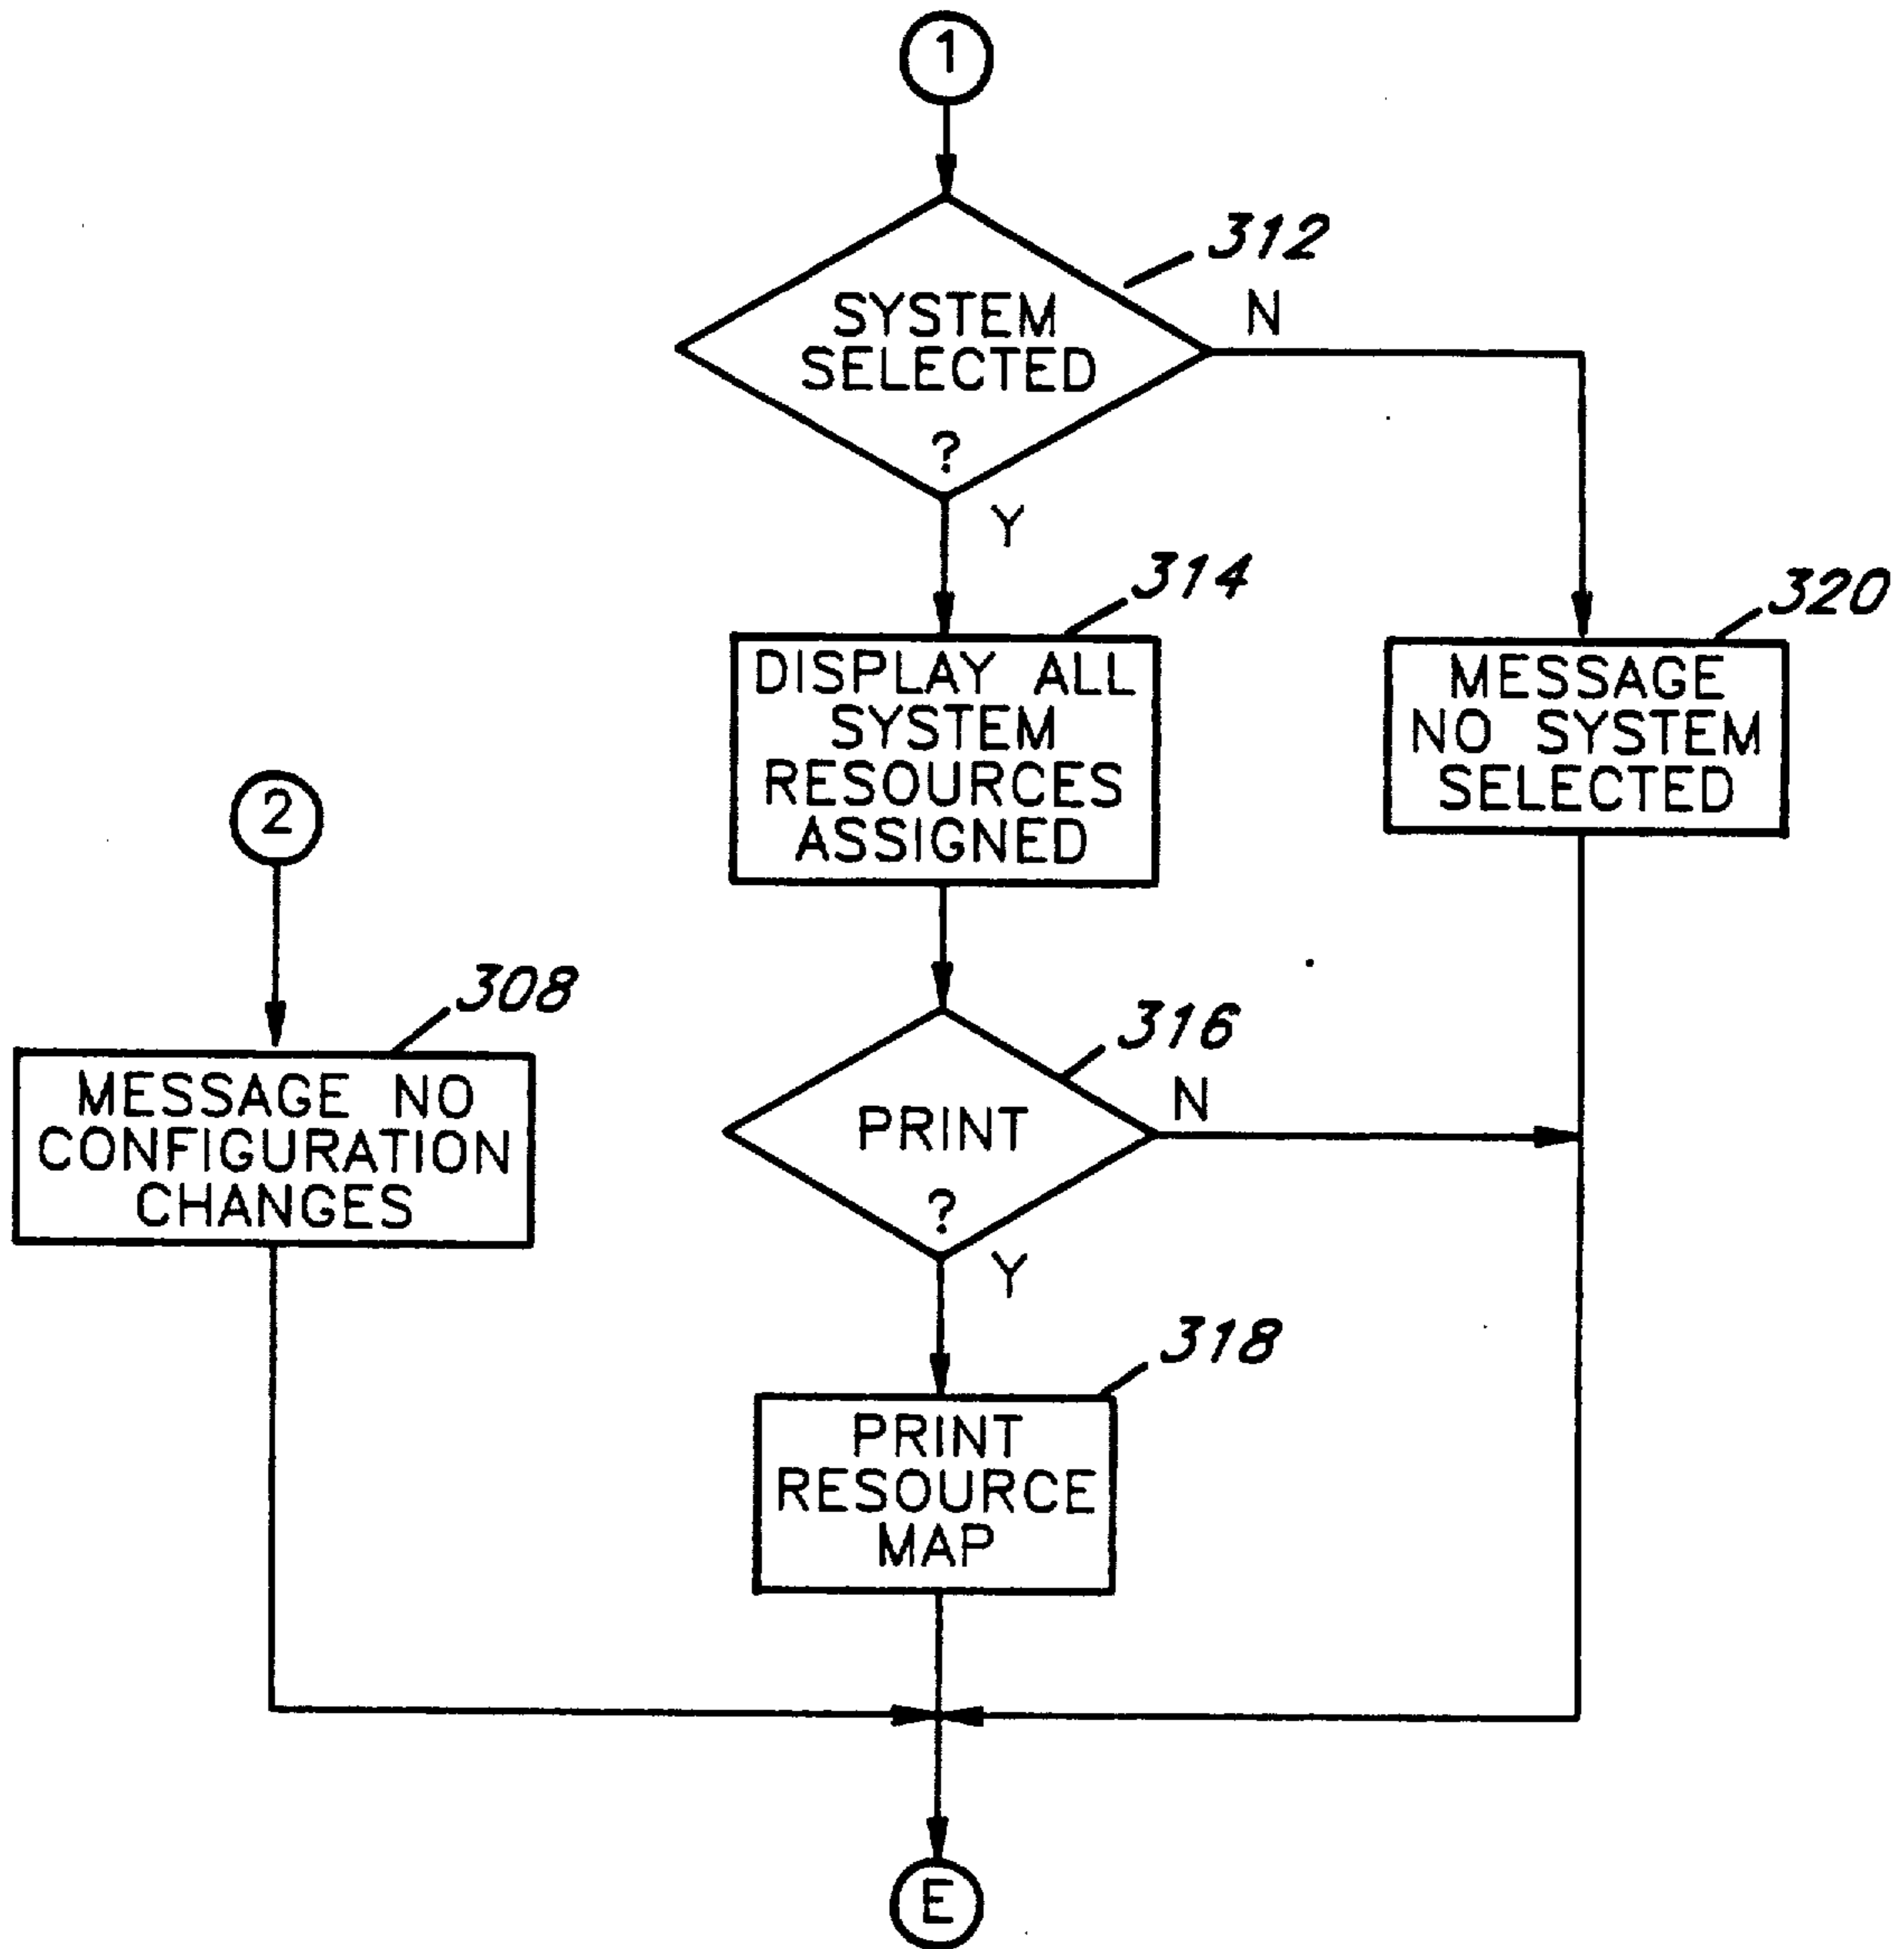 1
312
SYSTEM
SELECTED
?
N
Y
314
DISPLAY ALL
SYSTEM
RESOURCES
ASSIGNED
320
MESSAGE
NO SYSTEM
SELECTED
2
308
MESSAGE NO
CONFIGURATION
CHANGES
316
PRINT
?
N
Y
318
PRINT
RESOURCE
MAP
E